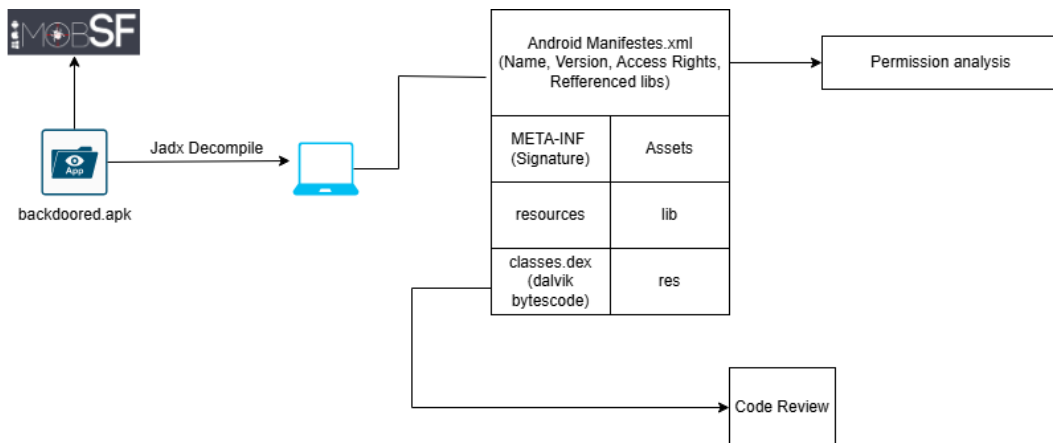 MOBSF
Android Manifestes.xml
(Name, Version, Access Rights,
Refferenced libs)
Permission analysis
Jadx Decompile
App
backdoored.apk
META-INF
(Signature)
Assets
resources
lib
classes.dex
(dalvik
bytescode)
res
Code Review